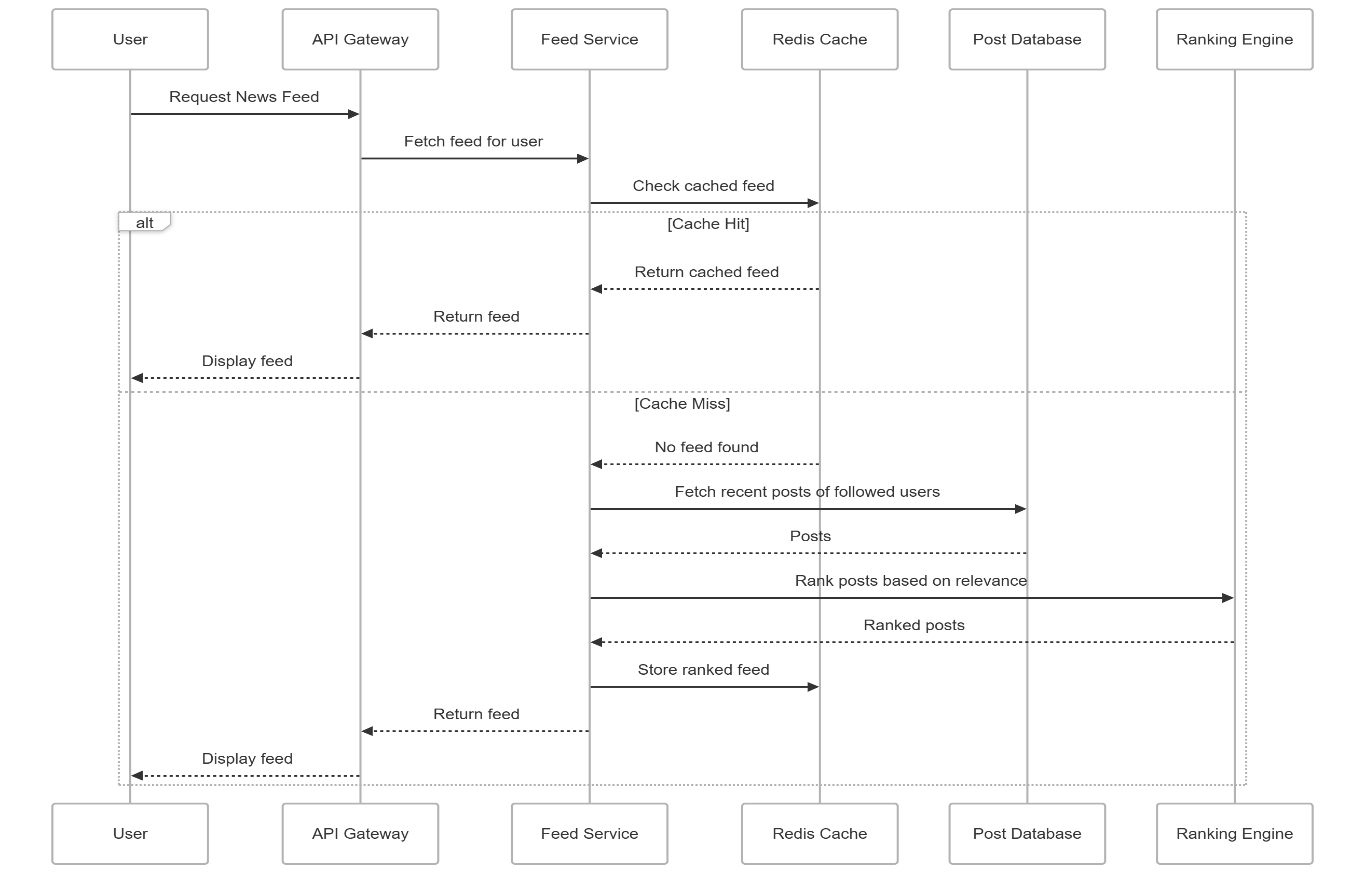 User
API Gateway
Feed Service
Redis Cache
Post Database
Ranking Engine
Request News Feed
Fetch feed for user
Check cached feed
alt
[Cache Hit]
Return cached feed
Return feed
Display feed
[Cache Miss]
No feed found
Fetch recent posts of followed users
Posts
Rank posts based on relevance
Ranked posts
Store ranked feed
Return feed
Display feed
User
API Gateway
Feed Service
Redis Cache
Post Database
Ranking Engine